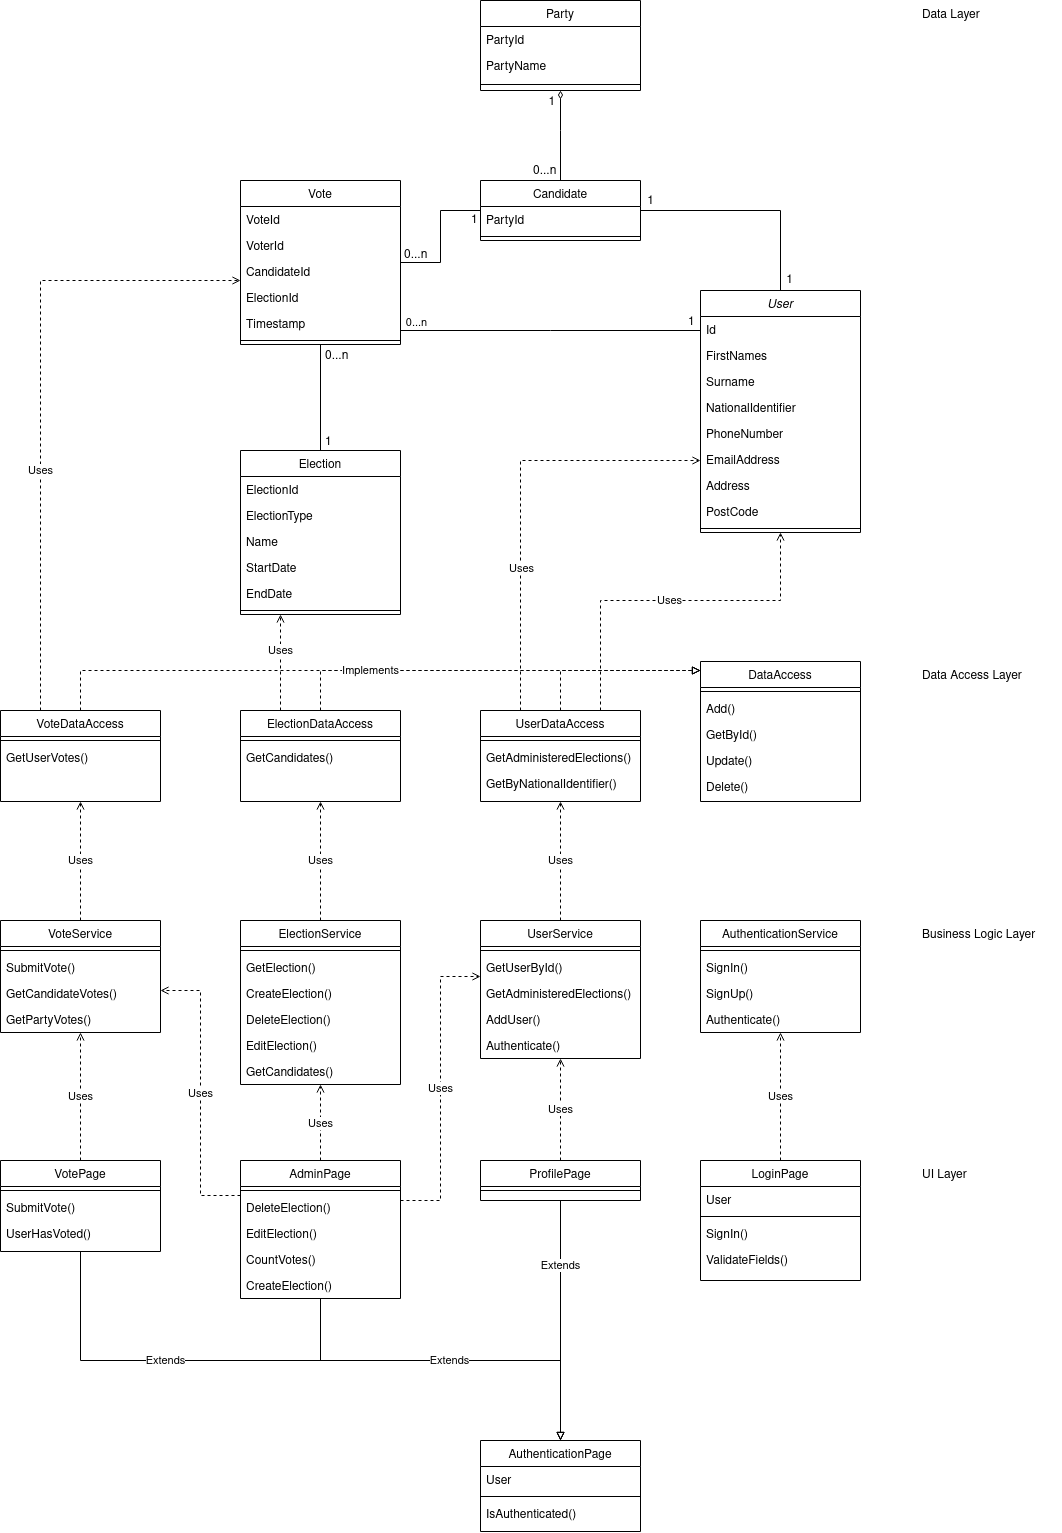 Party
Data Layer
PartyId
PartyName
1
0...n
Vote
Candidate
1
VoteId
1
PartyId
VoterId
0...n
CandidateId
1
ElectionId
User
Timestamp
0...n
1
Id
0...n
FirstNames
Surname
NationalIdentifier
PhoneNumber
1
Election
EmailAddress
Uses
ElectionId
Address
ElectionType
PostCode
Name
StartDate
Uses
EndDate
Uses
Uses
Implements
DataAccess
Data Access Layer
VoteDataAccess
ElectionDataAccess
UserDataAccess
Add()
GetUserVotes()
GetCandidates()
GetAdministeredElections()
GetById()
GetByNationalIdentifier()
Update()
Delete()
Uses
Uses
Uses
VoteService
ElectionService
UserService
AuthenticationService
Business Logic Layer
SubmitVote()
GetElection()
GetUserById()
SignIn()
GetCandidateVotes()
CreateElection()
GetAdministeredElections()
SignUp()
GetPartyVotes()
DeleteElection()
AddUser()
Authenticate()
EditElection()
Authenticate()
GetCandidates()
Uses
Uses
Uses
Uses
Uses
Uses
VotePage
AdminPage
ProfilePage
LoginPage
UI Layer
SubmitVote()
DeleteElection()
User
UserHasVoted()
EditElection()
SignIn()
CountVotes()
ValidateFields()
CreateElection()
Extends
Extends
Extends
AuthenticationPage
User
IsAuthenticated()